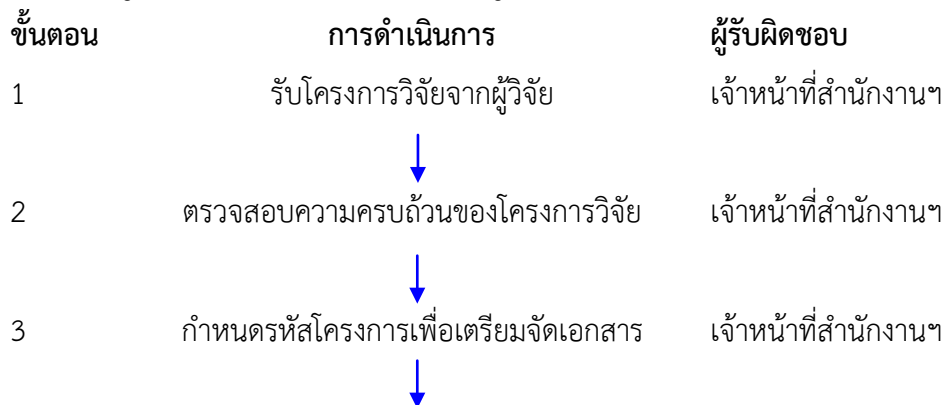 ขั้นตอน การดำเนินการ ผู้รับผิดชอบ
1 รับโครงการวิจัยจากผู้วิจัย เจ้าหน้าที่สำนักงานฯ
2 ตรวจสอบความครบถ้วนของโครงการวิจัย เจ้าหน้าที่สำนักงานฯ
3 กำหนดรหัสโครงการเพื่อเตรียมจัดเอกสาร เจ้าหน้าที่สำนักงานฯ